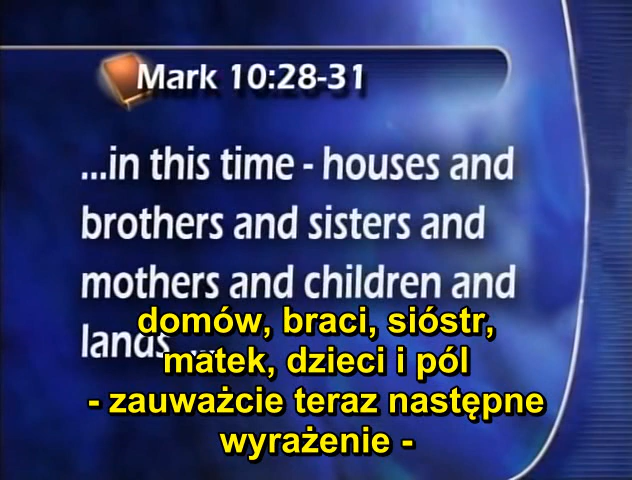 Mark 10:28-31
...in this time - houses and
brothers and sisters and
mothers and children and
lands
domów, braci, sióstr,
matek, dzieci i pól
- zauważcie teraz następne
wyrażenie -